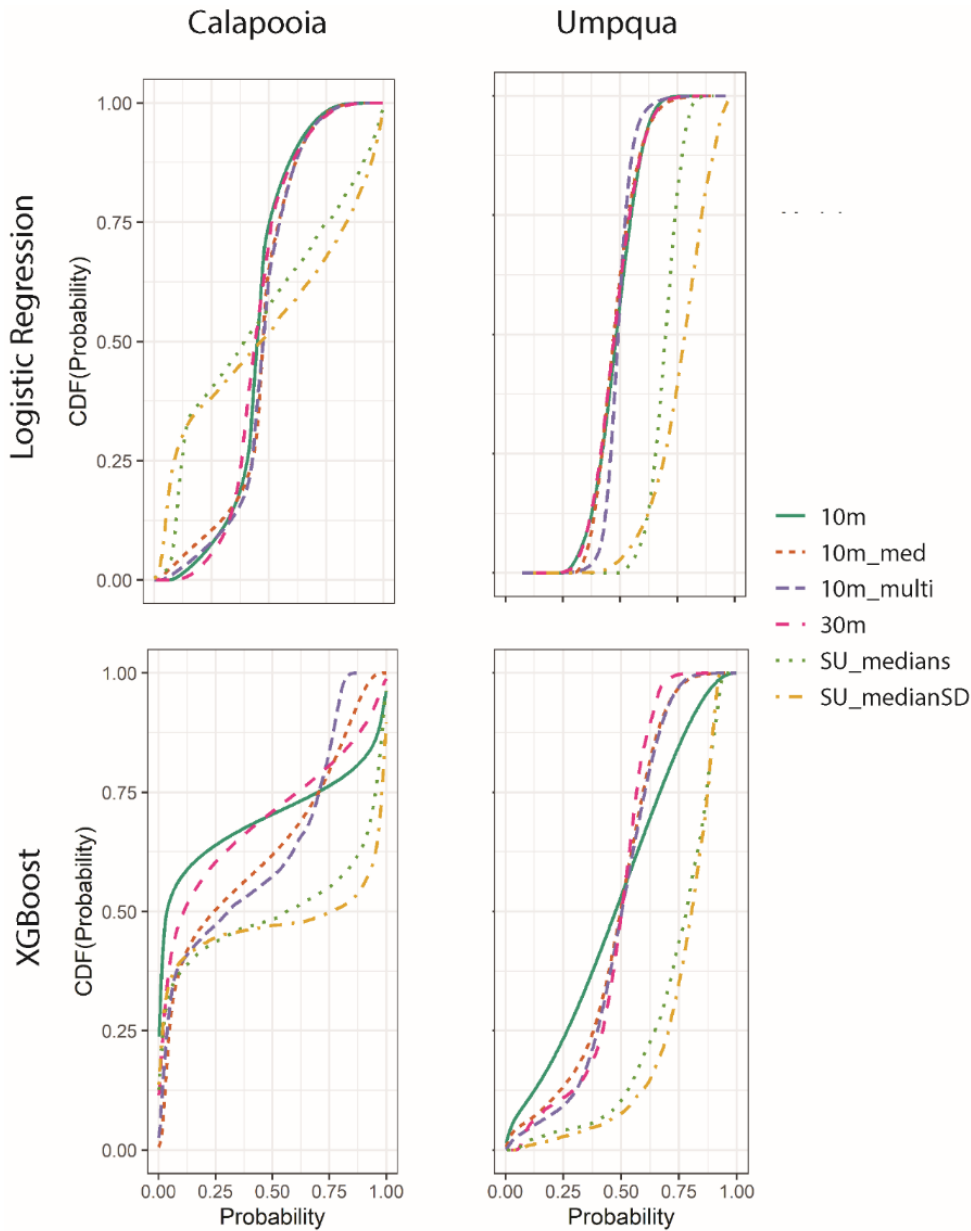 Calapooia
Umpqua
Logistic Regression
CDF(Probability)
1.00
0.75
0.50
0.25
0.00
10m
10m_med
10m_multi
30m
SU_medians
SU_medianSD
XGBoost
CDF(Probability)
1.00
0.75
0.50
0.25
0.00
0.00 0.25 0.50 0.75 1.00
Probability
0.00 0.25 0.50 0.75 1.00
Probability